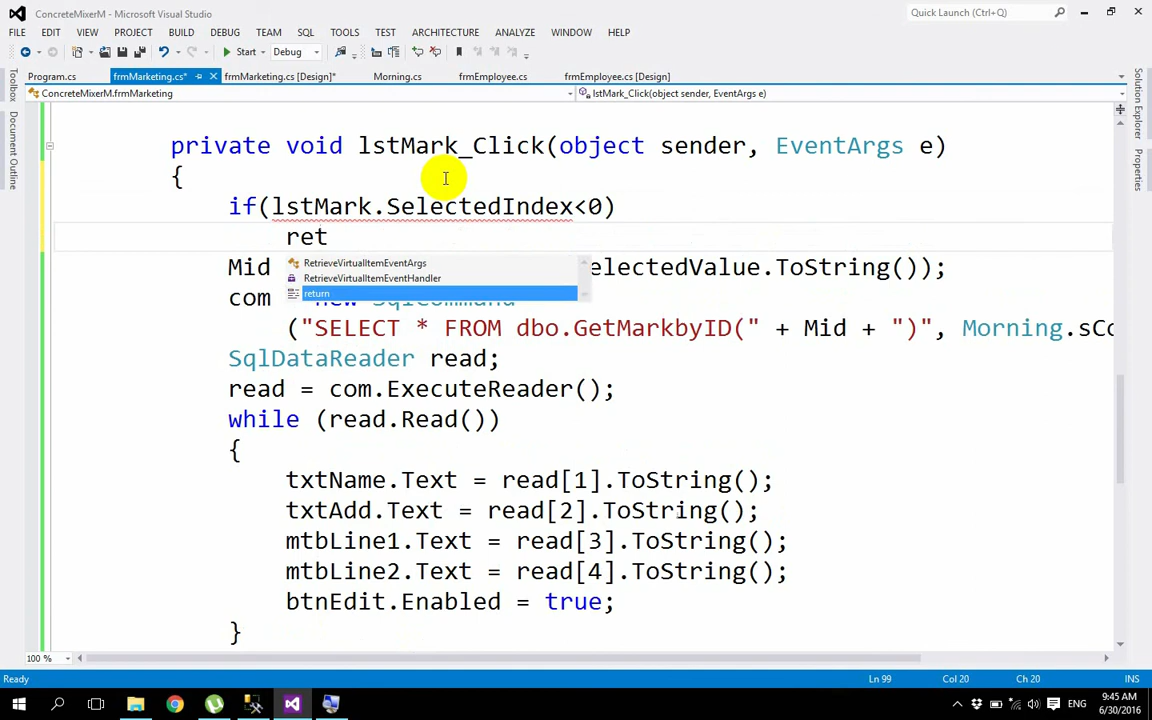 ConcreteMixerM - Microsoft Visual Studio
Quick Launch (Ctrl+Q)
FILE EDIT VIEW PROJECT BUILD DEBUG TEAM SQL TOOLS TEST ARCHITECTURE ANALYZE WINDOW HELP
Start Debug
Toolbox
Document Outline
Solution Explorer
Properties
Program.cs frmMarketing.cs* frmMarketing.cs [Design]* Morning.cs frmEmployee.cs frmEmployee.cs [Design]
ConcreteMixerM.frmMarketing lstMark_Click(object sender, EventArgs e)
private void lstMark_Click(object sender, EventArgs e)
{
if(lstMark.SelectedIndex<0)
ret
RetrieveVirtualItemEventArgs
RetrieveVirtualItemEventHandler
return
Mid electedValue.ToString());
com
("SELECT * FROM dbo.GetMarkbyID(" + Mid + ")", Morning.sCo
SqlDataReader read;
read = com.ExecuteReader();
while (read.Read())
{
txtName.Text = read[1].ToString();
txtAdd.Text = read[2].ToString();
mtbLine1.Text = read[3].ToString();
mtbLine2.Text = read[4].ToString();
btnEdit.Enabled = true;
}
100 %
Ready Ln 99 Col 20 Ch 20 INS
ENG
9:45 AM
6/30/2016